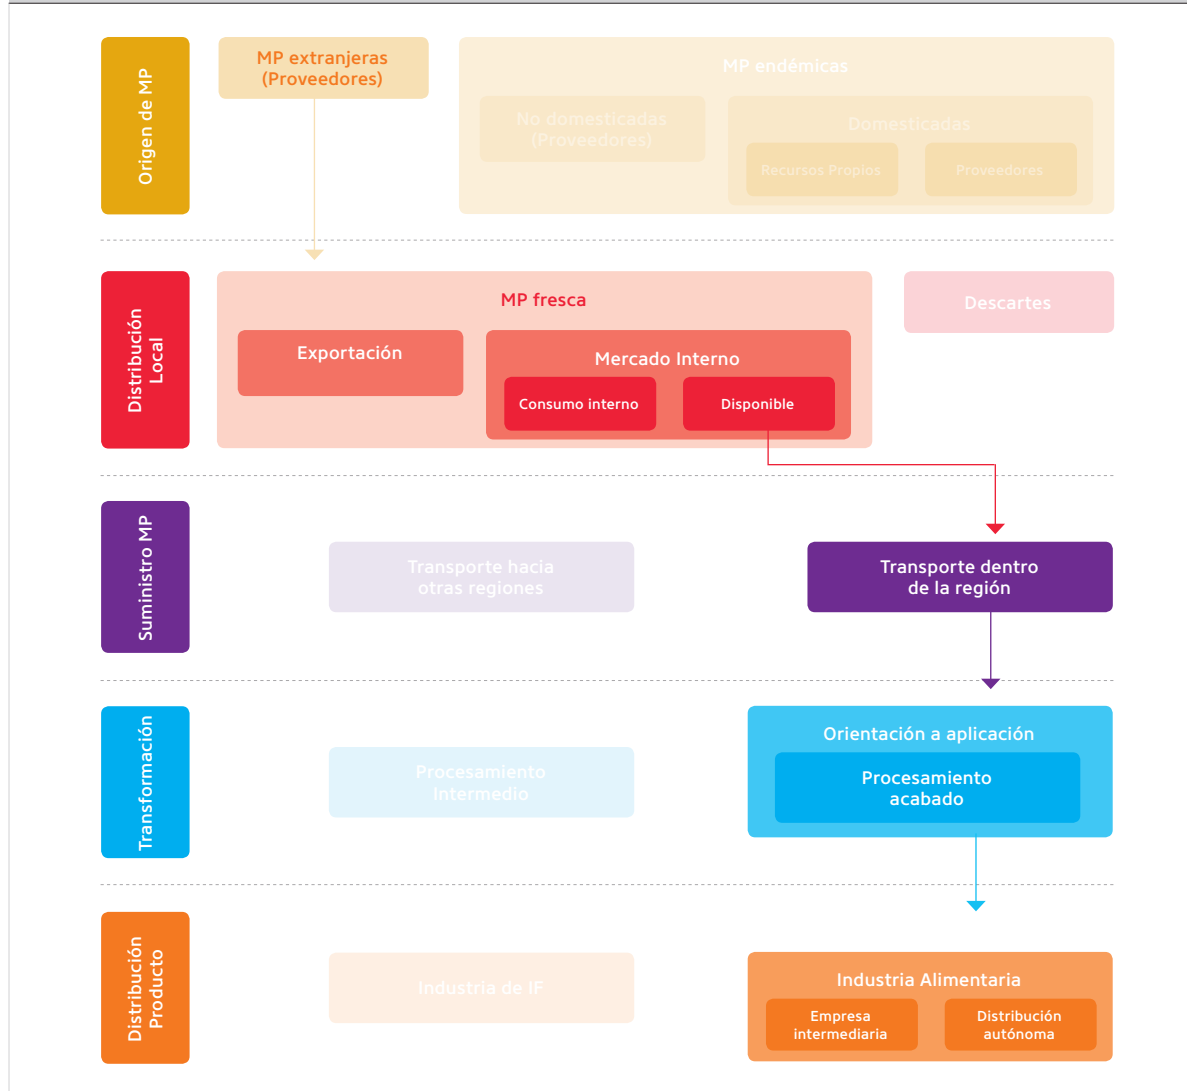 Origen de MP
MP extranjeras
(Proveedores)
MP endémicas
No domesticadas
(Proveedores)
Domesticadas
Recursos Propios
Proveedores
Distribución
Local
MP fresca
Exportación
Mercado Interno
Consumo interno
Disponible
Descartes
Suministro MP
Transporte hacia
otras regiones
Transporte dentro
de la región
Transformación
Procesamiento
Intermedio
Orientación a aplicación
Procesamiento
acabado
Distribución
Producto
Industria de IF
Industria Alimentaria
Empresa
intermediaria
Distribución
autónoma